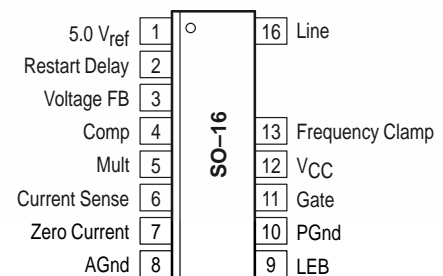 5.0 Vref 1 16 Line
Restart Delay 2
Voltage FB 3
Comp 4 13 Frequency Clamp
Mult 5 12 VCC
Current Sense 6 11 Gate
Zero Current 7 10 PGnd
AGnd 8 9 LEB
SO–16